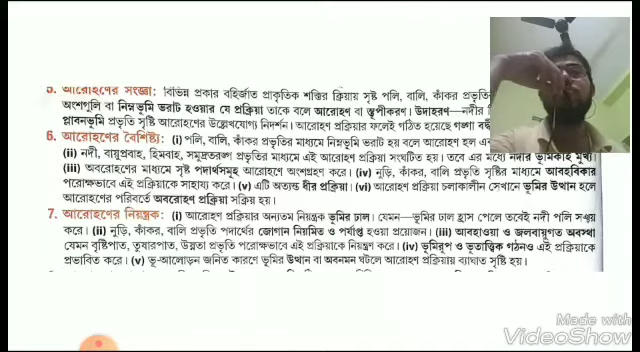 5. আরোহণের সংজ্ঞা: বিভিন্ন প্রকার বহির্জাত প্রাকৃতিক শক্তির ক্রিয়ায় সৃষ্ট পলি, বালি, কাঁকর প্রভৃতির
অংশগুলি বা নিম্নভূমি ভরাট হওয়ার যে প্রক্রিয়া তাকে বলে আরোহণ বা স্তূপীকরণ। উদাহরণ—নদীর
প্লাবনভূমি প্রভৃতি সৃষ্টি আরোহণের উল্লেখযোগ্য নিদর্শন। আরোহণ প্রক্রিয়ার ফলেই গঠিত হয়েছে গঙ্গা
6. আরোহণের বৈশিষ্ট্য: (i) পলি, বালি, কাঁকর প্রভৃতির মাধ্যমে নিম্নভূমি ভরাট হয় বলে আরোহণ হল
(ii) নদী, বায়ুপ্রবাহ, হিমবাহ, সমুদ্রতরঙ্গ প্রভৃতির মাধ্যমে এই আরোহণ প্রক্রিয়া সংঘটিত হয়। তবে এর মধ্যে নদীর ভূমিকাই মুখ্য।
(iii) অবরোহণের মাধ্যমে সৃষ্ট পদার্থসমূহ আরোহণে অংশগ্রহণ করে। (iv) নুড়ি, কাঁকর, বালি প্রভৃতি সৃষ্টির মাধ্যমে আবহবিকার
পরোক্ষভাবে এই প্রক্রিয়াকে সাহায্য করে। (v) এটি অত্যন্ত ধীর প্রক্রিয়া। (vi) আরোহণ প্রক্রিয়া চলাকালীন সেখানে ভূমির উত্থান হলে
আরোহণের পরিবর্তে অবরোহণ প্রক্রিয়া সক্রিয় হয়।
7. আরোহণের নিয়ন্ত্রক: (i) আরোহণ প্রক্রিয়ার অন্যতম নিয়ন্ত্রক ভূমির ঢাল। যেমন—ভূমির ঢাল হ্রাস পেলে তবেই নদী পলি সঞ্চয়
করে। (ii) নুড়ি, কাঁকর, বালি প্রভৃতি পদার্থের জোগান নিয়মিত ও পর্যাপ্ত হওয়া প্রয়োজন। (iii) আবহাওয়া ও জলবায়ুগত অবস্থা
যেমন বৃষ্টিপাত, তুষারপাত, উষ্ণতা প্রভৃতি পরোক্ষভাবে এই প্রক্রিয়াকে নিয়ন্ত্রণ করে। (iv) ভূমিরূপ ও ভূতাত্ত্বিক গঠনও এই প্রক্রিয়াকে
প্রভাবিত করে। (v) ভূ-আলোড়ন জনিত কারণে ভূমির উত্থান বা অবনমন ঘটলে আরোহণ প্রক্রিয়ায় ব্যাঘাত সৃষ্টি হয়।
Made with
VideoShow